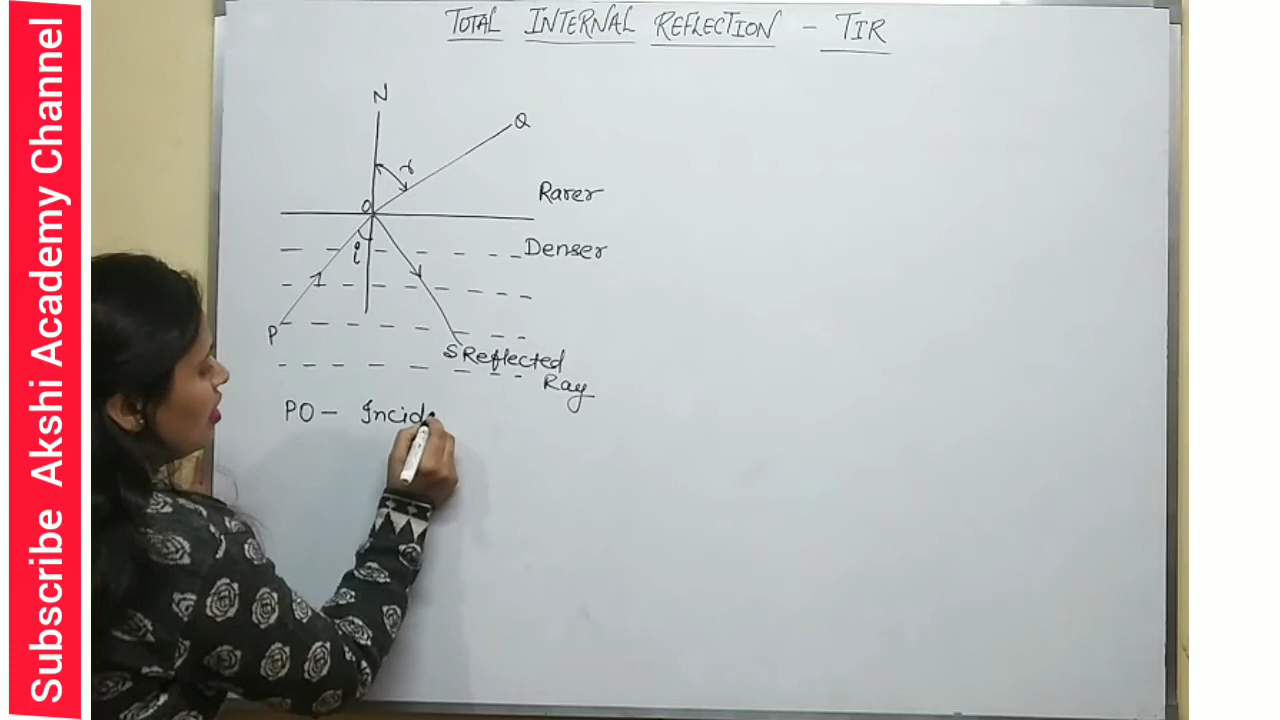 Subscribe Akshi Academy Channel
TOTAL INTERNAL REFLECTION - TIR
N
Q
r
Rarer
O
Denser
i
P
S Reflected
Ray
PO - Incid